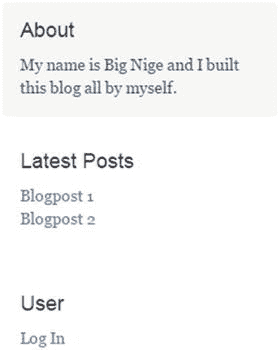 About
My name is Big Nige and I built
this blog all by myself.
Latest Posts
Blogpost 1
Blogpost 2
User
Log In